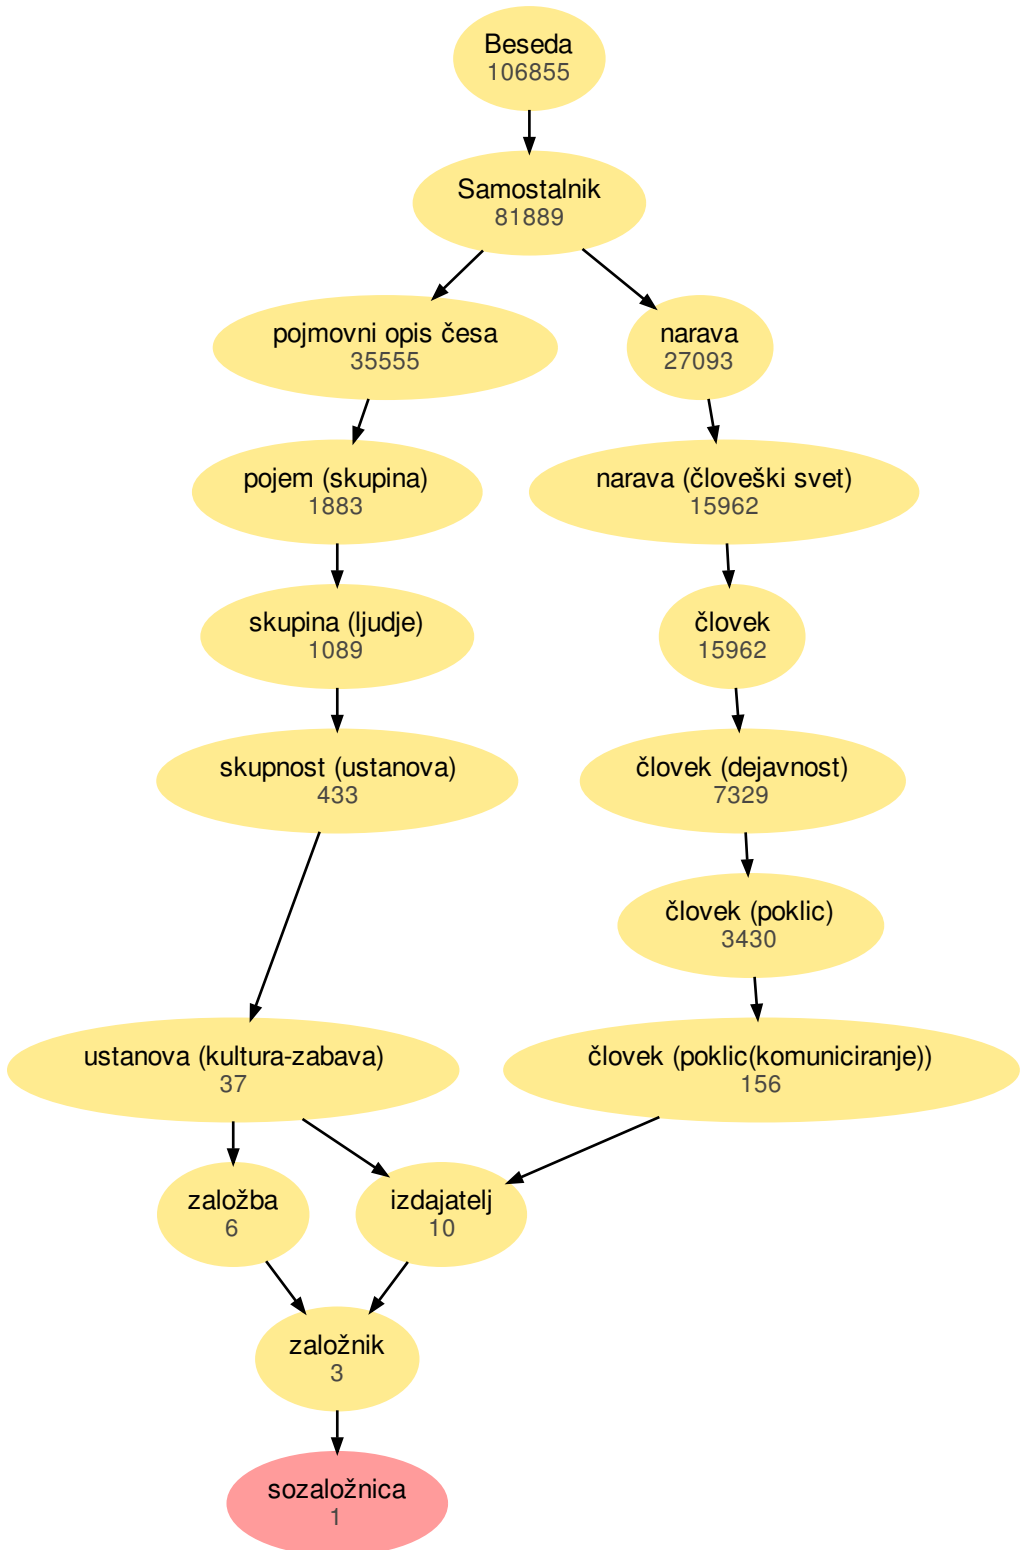 Beseda
106855
Samostalnik
81889
pojmovni opis česa
35555
narava
27093
pojem (skupina)
1883
narava (človeški svet)
15962
skupina (ljudje)
1089
človek
15962
skupnost (ustanova)
433
človek (dejavnost)
7329
človek (poklic)
3430
ustanova (kultura-zabava)
37
človek (poklic(komuniciranje))
156
založba
6
izdajatelj
10
založnik
3
sozaložnica
1